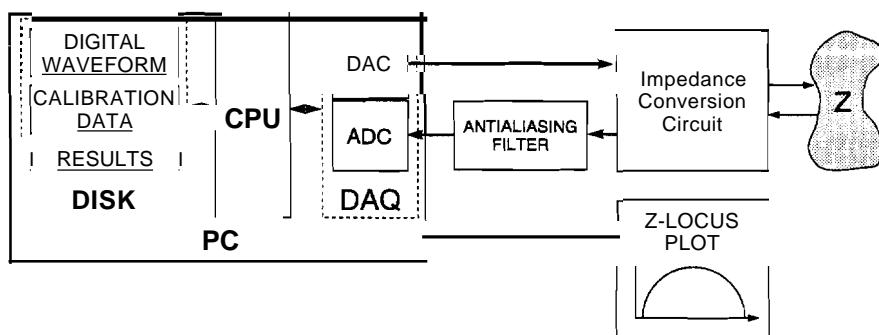 DIGITAL
WAVEFORM
CALIBRATION
DATA
RESULTS
DISK
CPU
PC
DAC
ADC
DAQ
ANTIALIASING
FILTER
Impedance
Conversion
Circuit
Z
Z-LOCUS
PLOT